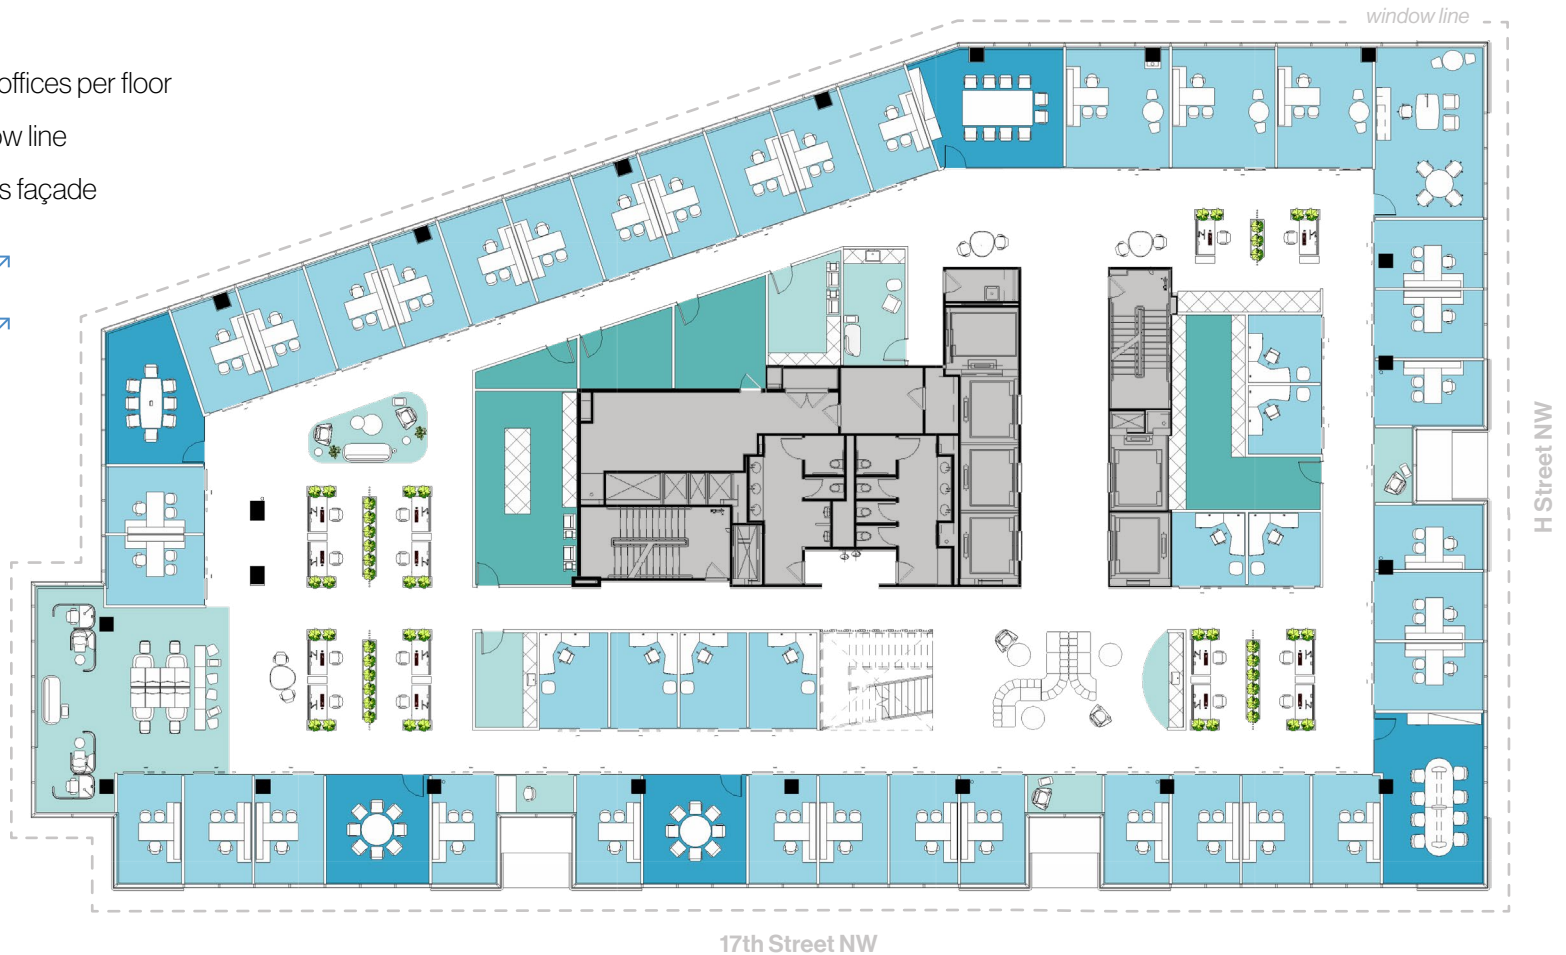 window line
offices per floor
w line
s façade
H Street NW
17th Street NW